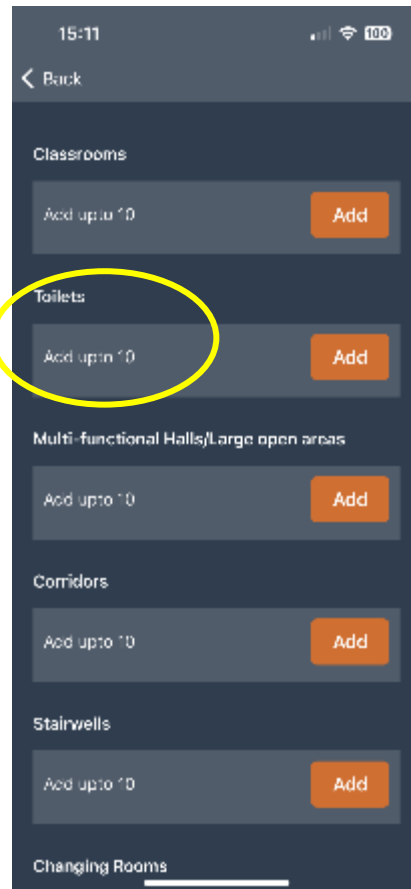 15:11
100
Back
Classrooms
Add upto 10
Add
Toilets
Add upto 10
Add
Multi-functional Halls/Large open areas
Add upto 10
Add
Corridors
Add upto 10
Add
Stairwells
Add upto 10
Add
Changing Rooms